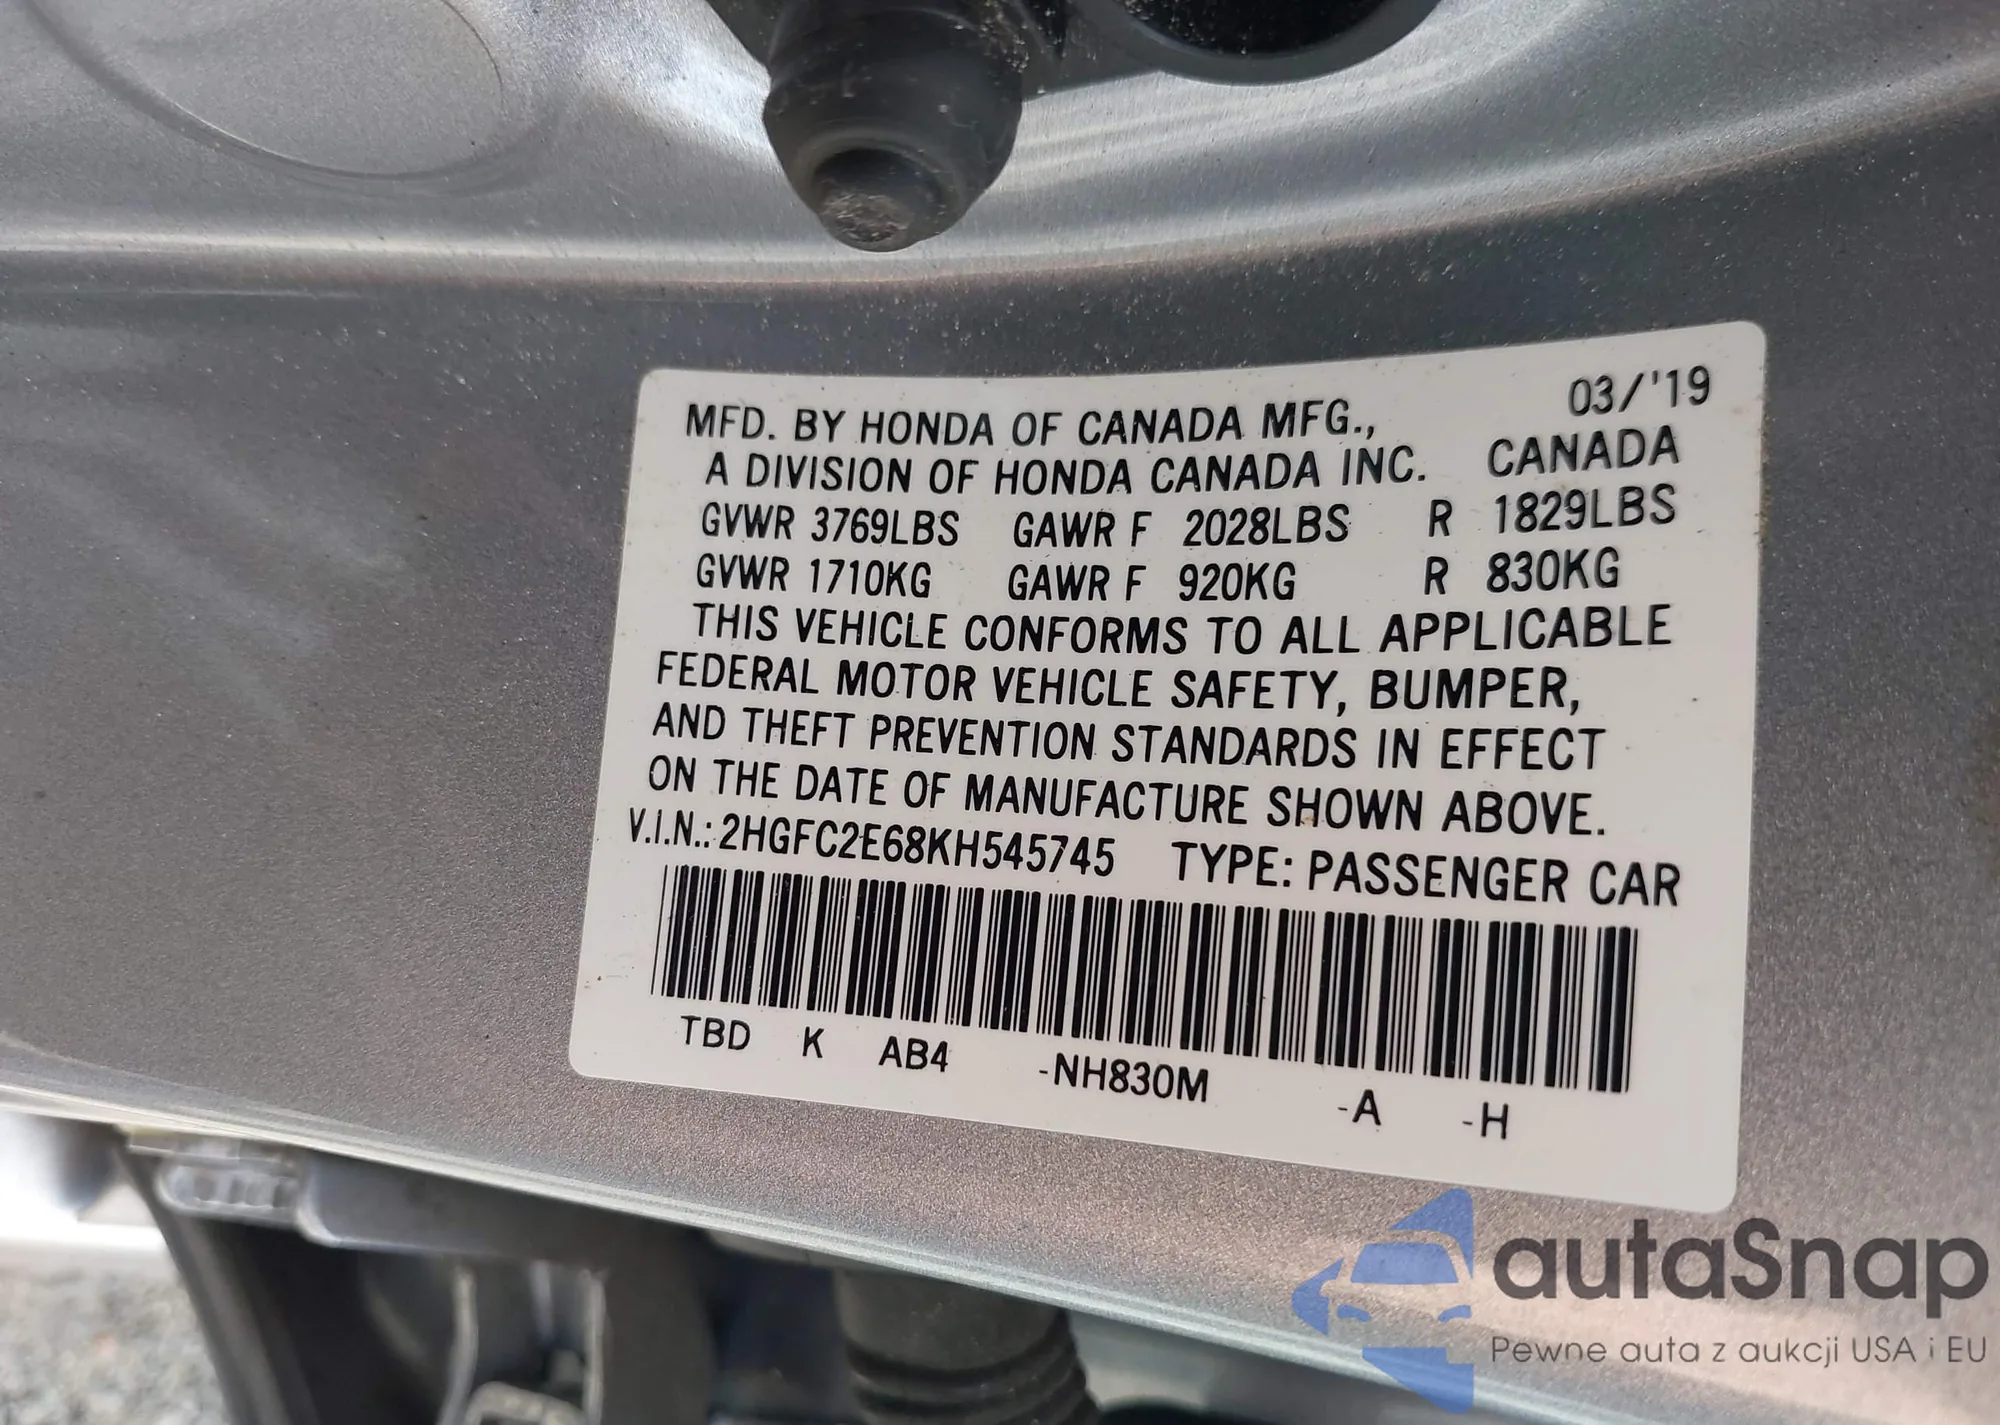 03/'19
MFD. BY HONDA OF CANADA MFG.,
A DIVISION OF HONDA CANADA INC. CANADA
GVWR 3769LBS GAWR F 2028LBS R 1829LBS
GVWR 1710KG GAWR F 920KG R 830KG
THIS VEHICLE CONFORMS TO ALL APPLICABLE
FEDERAL MOTOR VEHICLE SAFETY, BUMPER,
AND THEFT PREVENTION STANDARDS IN EFFECT
ON THE DATE OF MANUFACTURE SHOWN ABOVE.
V.I.N.: 2HGFC2E68KH545745 TYPE: PASSENGER CAR
TBD K AB4 -NH830M -A -H
autaSnap
Pewne auta z aukcji USA i EU